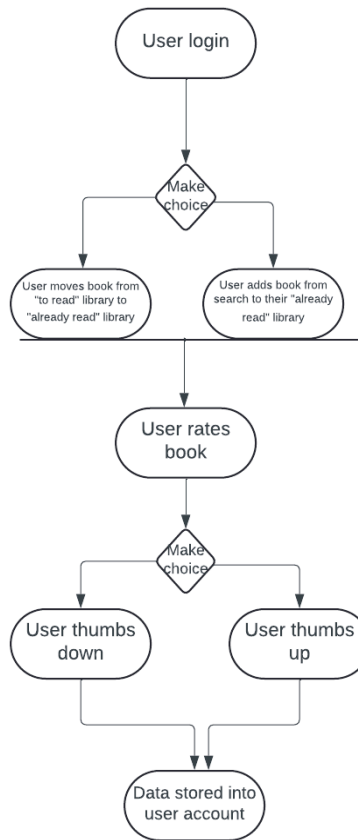 User login
Make
choice
User moves book from
"to read" library to
"already read" library
User adds book from
search to their "already
read" library
User rates
book
Make
choice
User thumbs
down
User thumbs
up
Data stored into
user account